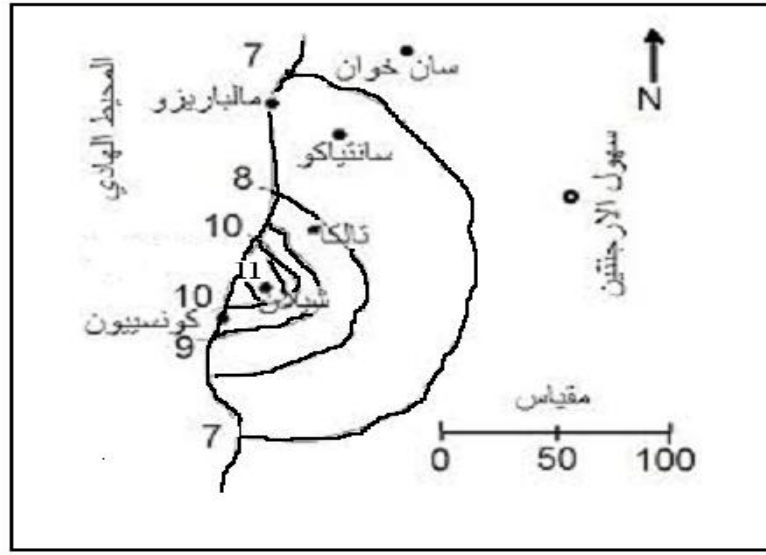 7
سان خوان
N
مالباريزو
المحيط الهادي
سانتياكو
8
سهول الارجنتين
10
تالكا
11
شيلان
10
كونسييون
9
مقياس
7
0 50 100